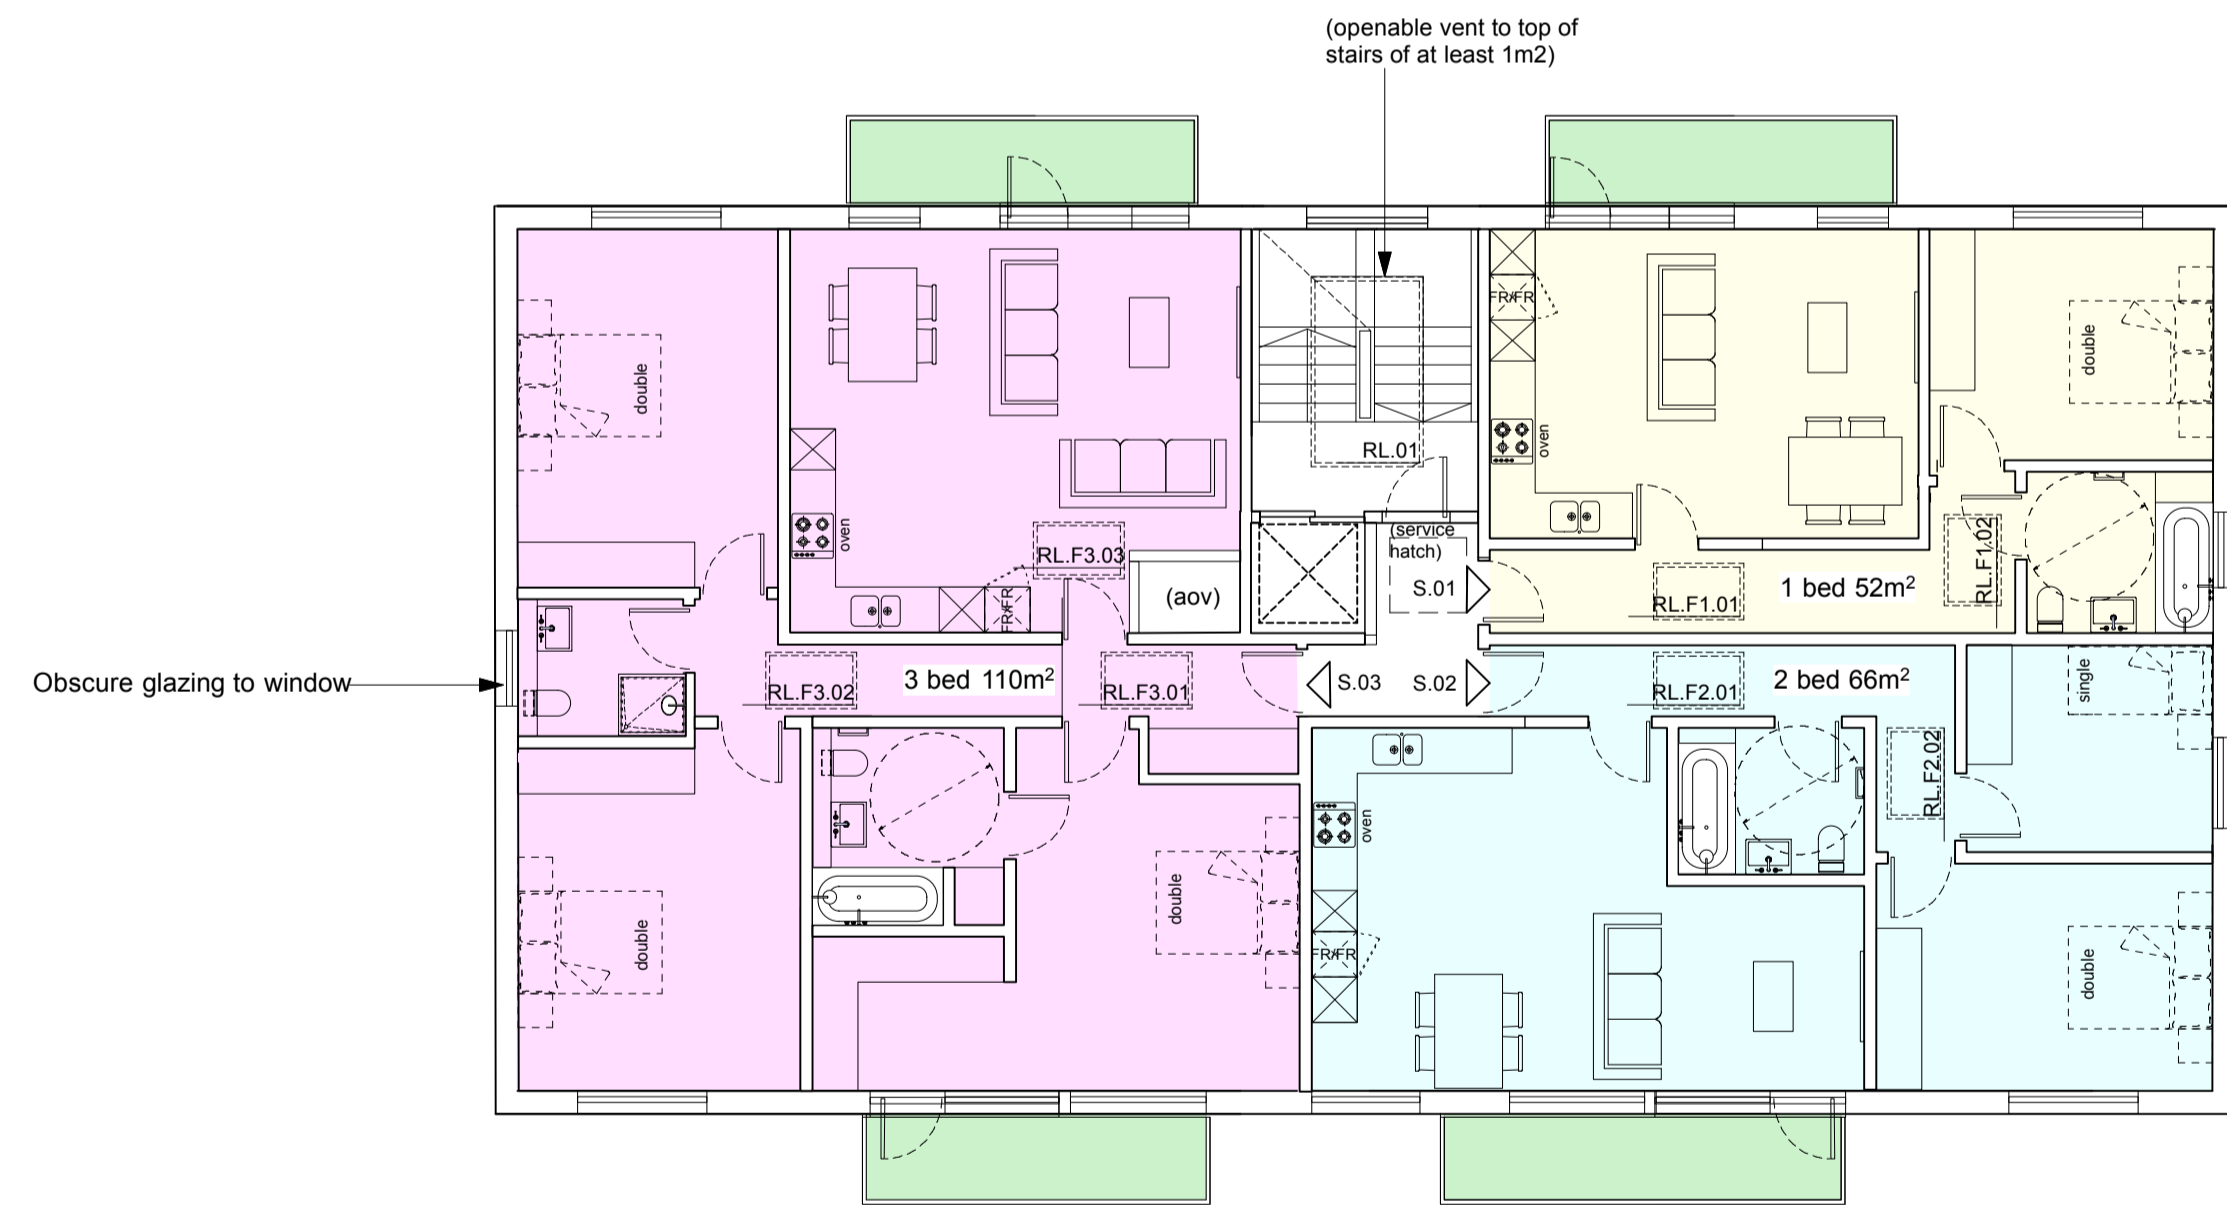 (openable vent to top of
stairs of at least 1m2)
double
oven
RL.F3.03
FR/FR
(aov)
RL.01
(service
hatch)
S.01
FR/FR
oven
double
RL.F1.01
1 bed 52m²
RL.F1.02
Obscure glazing to window
RL.F3.02
3 bed 110m²
RL.F3.01
S.03
S.02
RL.F2.01
2 bed 66m²
single
RL.F2.02
double
double
oven
FR/FR
double